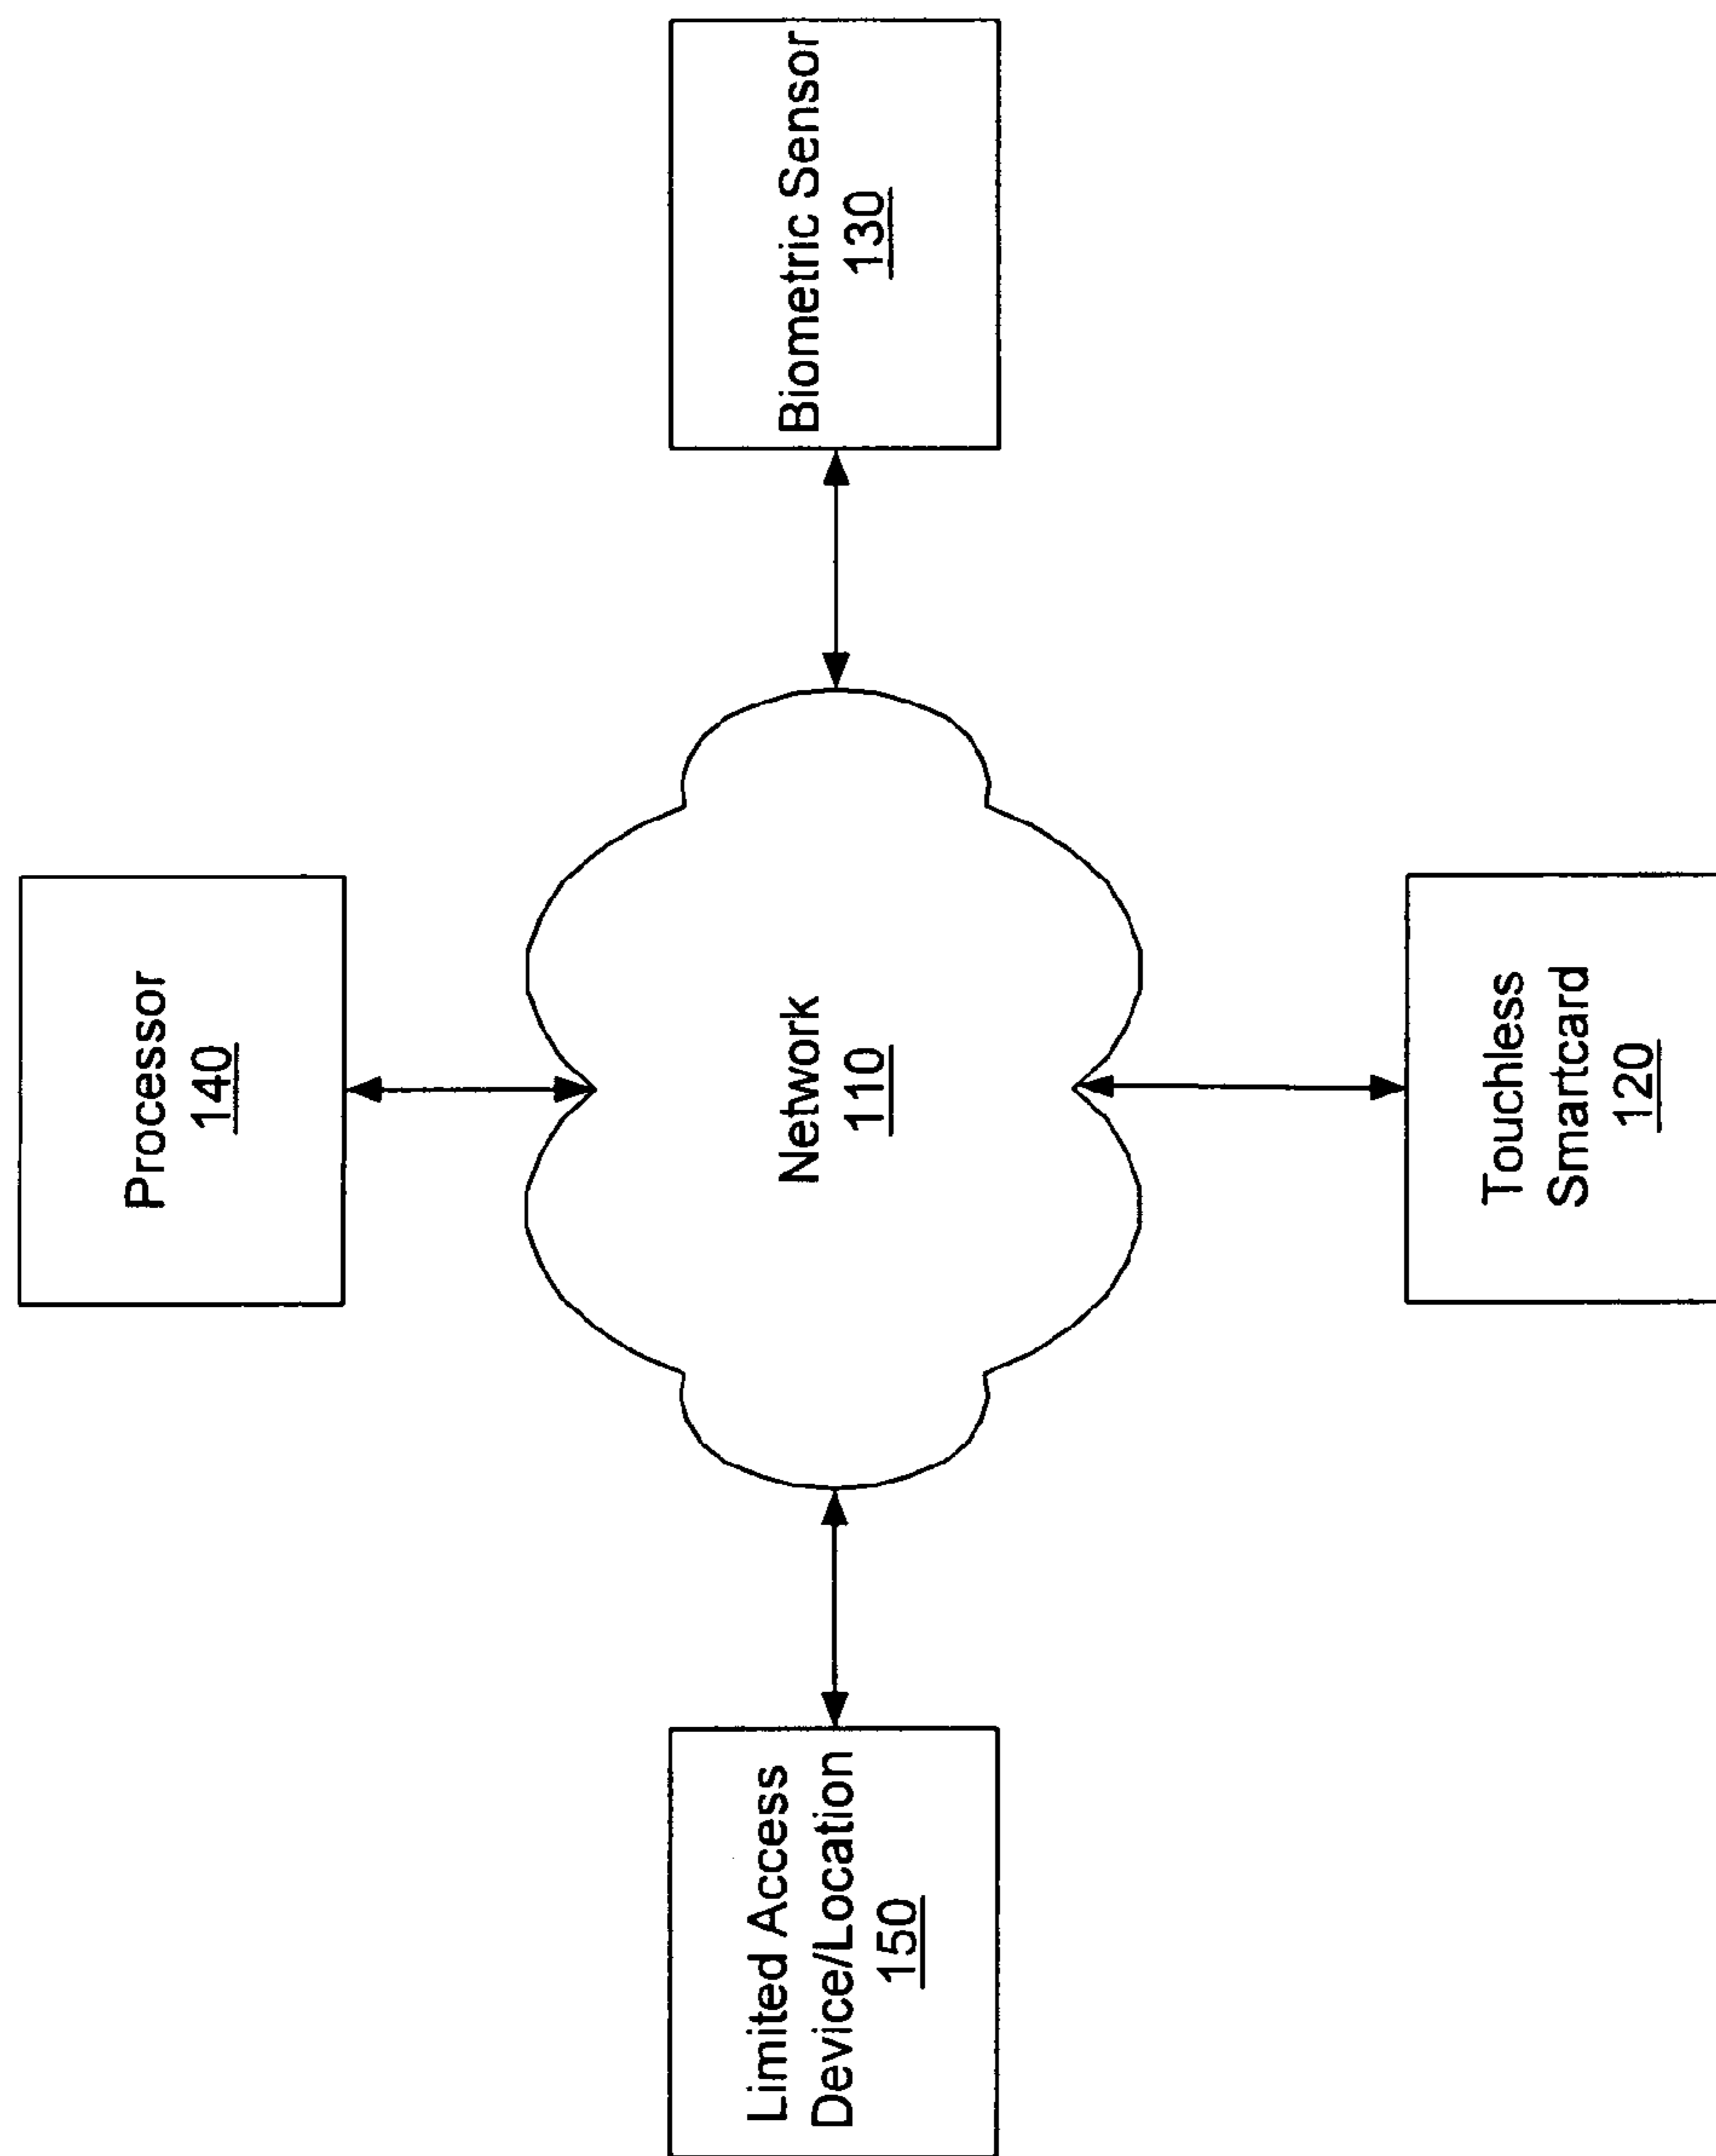 Processor
140
Limited Access
Device/Location
150
Network
110
Biometric Sensor
130
Touchless
Smartcard
120